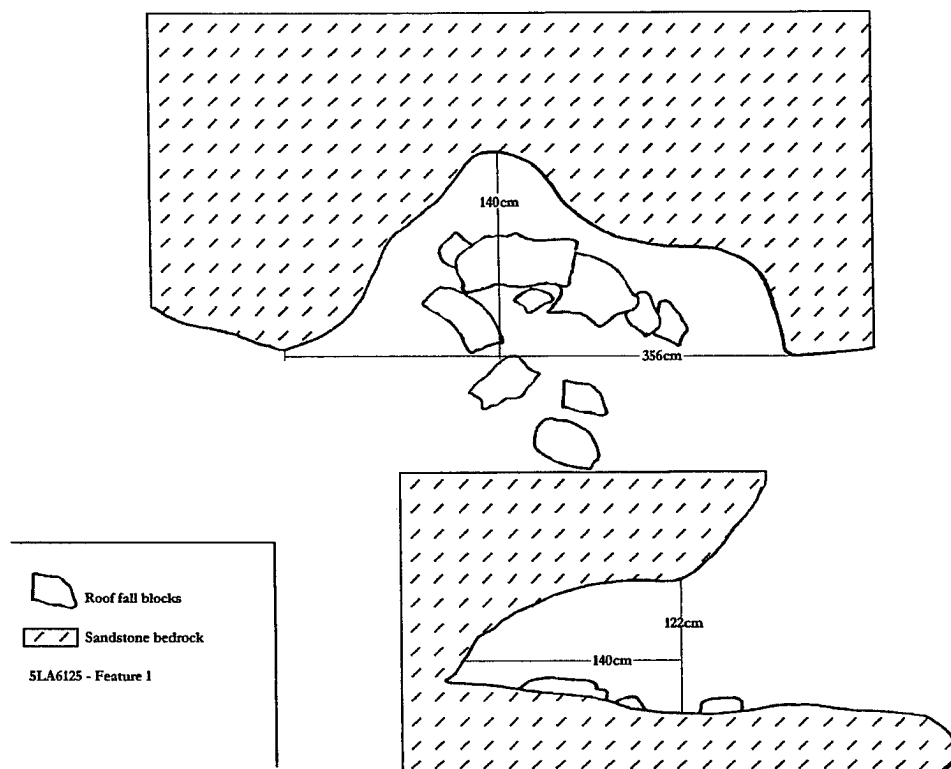 140cm
356cm
122cm
140cm
Roof fall blocks
Sandstone bedrock
5LA6125 - Feature 1